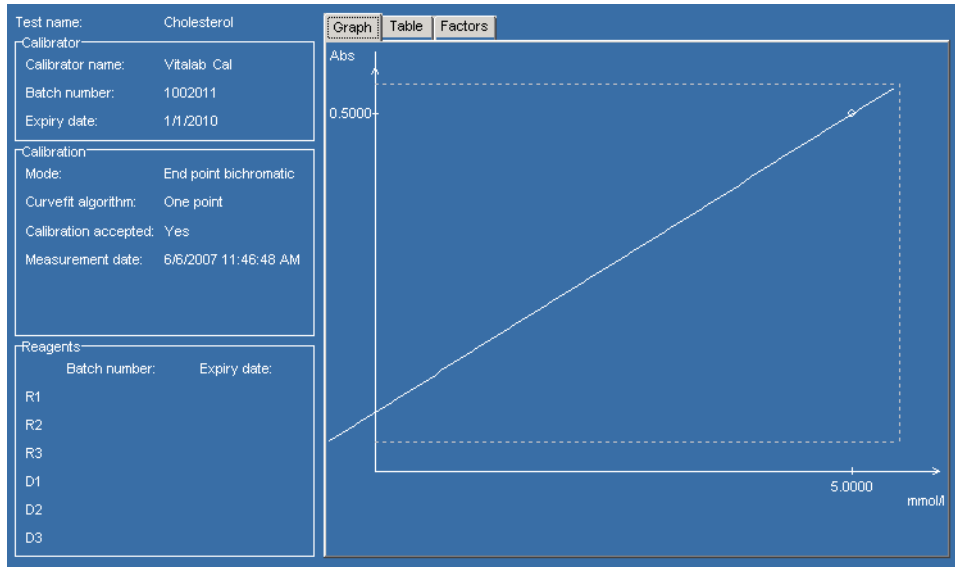 Test name: Cholesterol
Calibrator
Calibrator name: Vitalab Cal
Batch number: 1002011
Expiry date: 1/1/2010
Calibration
Mode: End point bichromatic
Curvefit algorithm: One point
Calibration accepted: Yes
Measurement date: 6/6/2007 11:46:48 AM
Reagents
Batch number: Expiry date:
R1
R2
R3
D1
D2
D3
Graph Table Factors
Abs
0.5000
5.0000
mmol/l